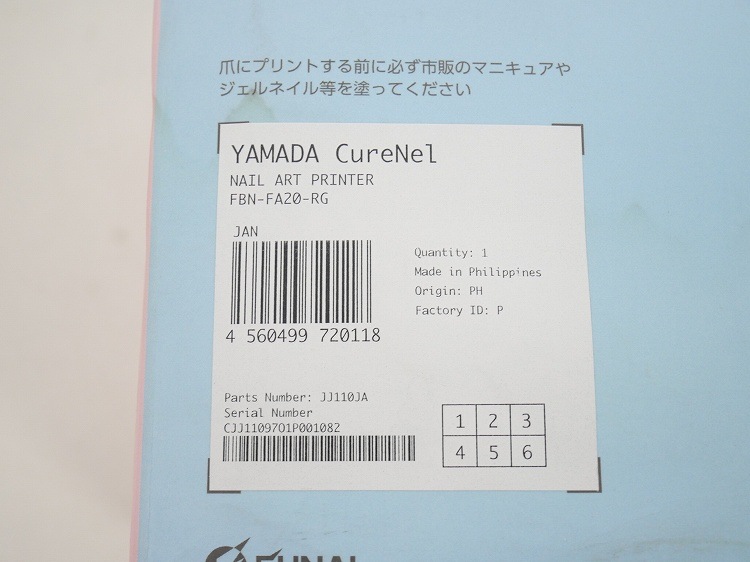 爪にプリントする前に必ず市販のマニキュアや
ジェルネイル等を塗ってください
YAMADA CureNel
NAIL ART PRINTER
FBN-FA20-RG
JAN
4 560499 720118
Quantity: 1
Made in Philippines
Origin: PH
Factory ID: P
Parts Number: JJ110JA
Serial Number
CJJ11097O1P001082
1 2 3
4 5 6
FUNAI